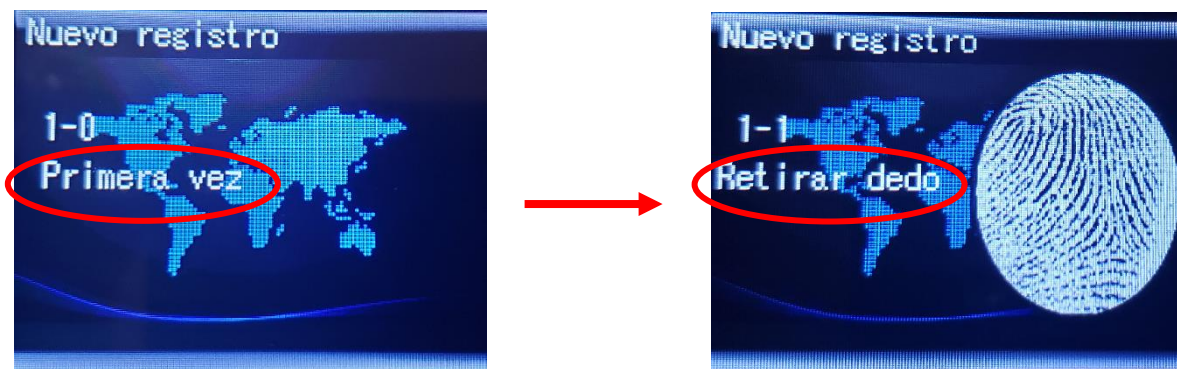 Nuevo registro
1-0
Primera vez
Nuevo registro
1-1
Retirar dedo